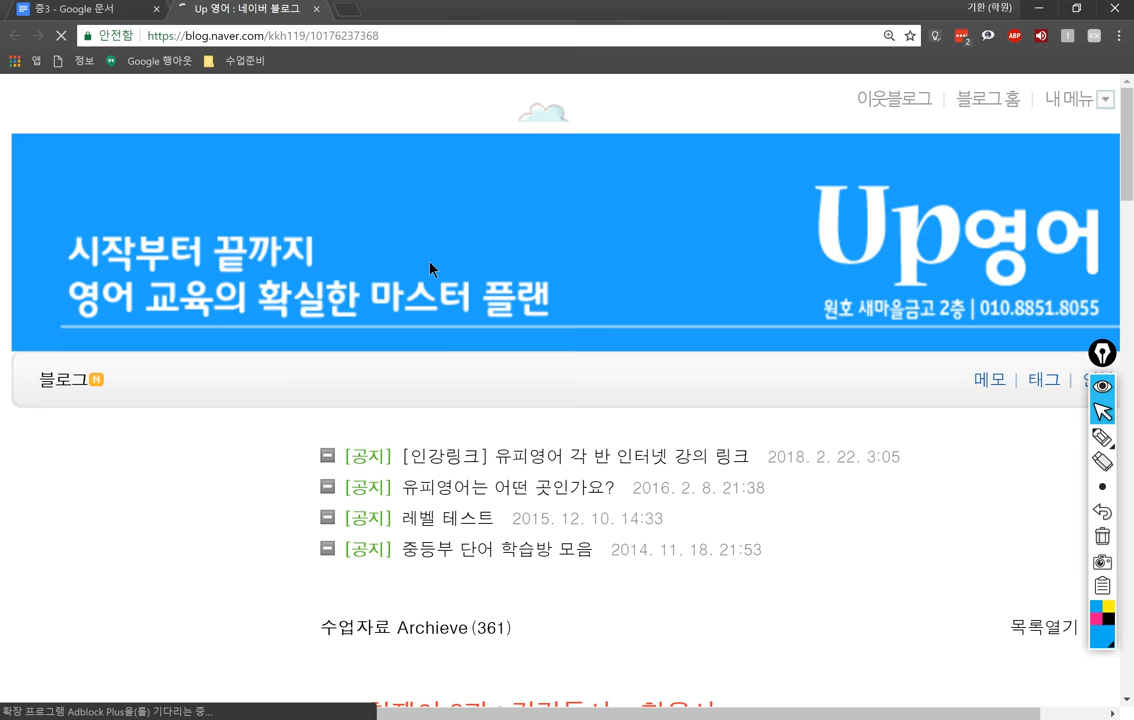 중3 - Google 문서
Up 영어 : 네이버 블로그
기환 (학원)
안전함
https://blog.naver.com/kkh119/10176237368
2
ABP
앱
정보
Google 행아웃
수업준비
이웃블로그
블로그 홈
내 메뉴
Up영어
시작부터 끝까지
영어 교육의 확실한 마스터 플랜
원호 새마을금고 2층 | 010.8851.8055
블로그 N
메모 | 태그 |
[공지] [인강링크] 유피영어 각 반 인터넷 강의 링크 2018. 2. 22. 3:05
[공지] 유피영어는 어떤 곳인가요? 2016. 2. 8. 21:38
[공지] 레벨 테스트 2015. 12. 10. 14:33
[공지] 중등부 단어 학습방 모음 2014. 11. 18. 21:53
수업자료 Archieve (361)
목록열기
확장 프로그램 Adblock Plus을(를) 기다리는 중...